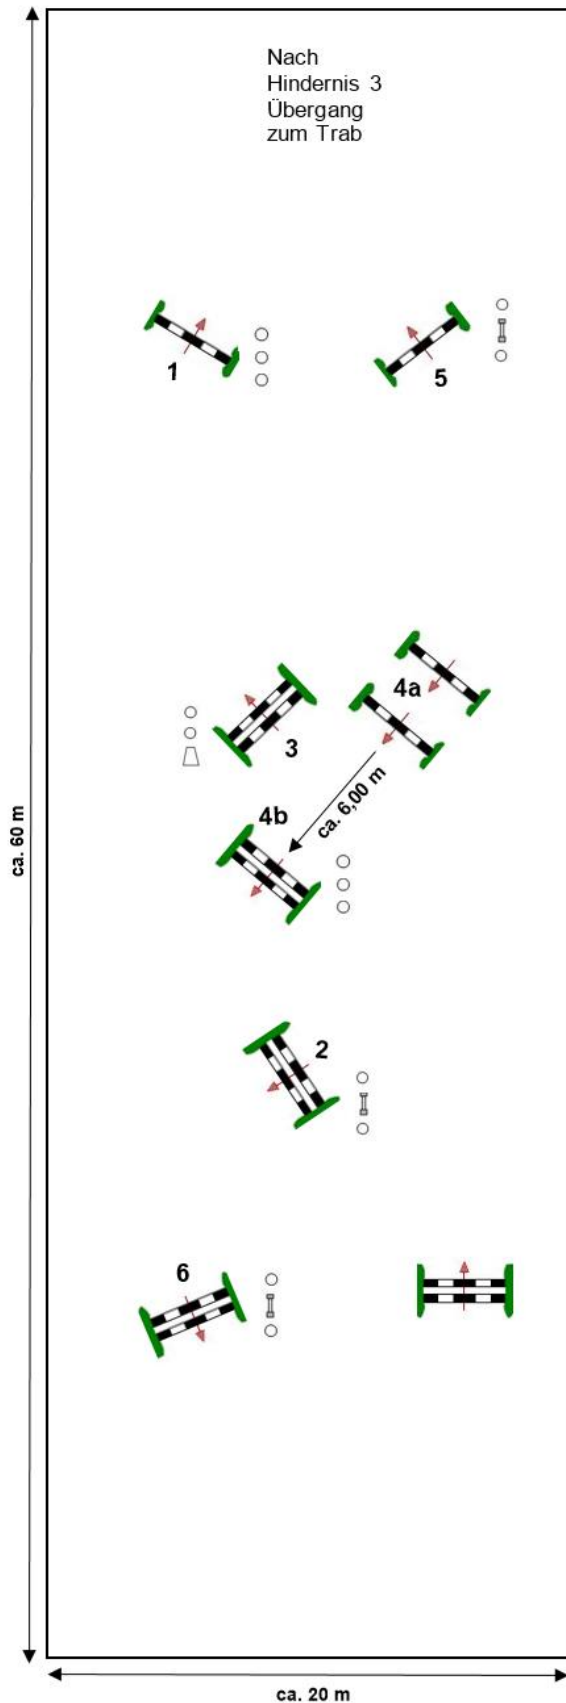 Nach
Hindernis 3
Übergang
zum Trab
1
5
4a
3
ca. 6,00 m
4b
ca. 60 m
2
6
ca. 20 m